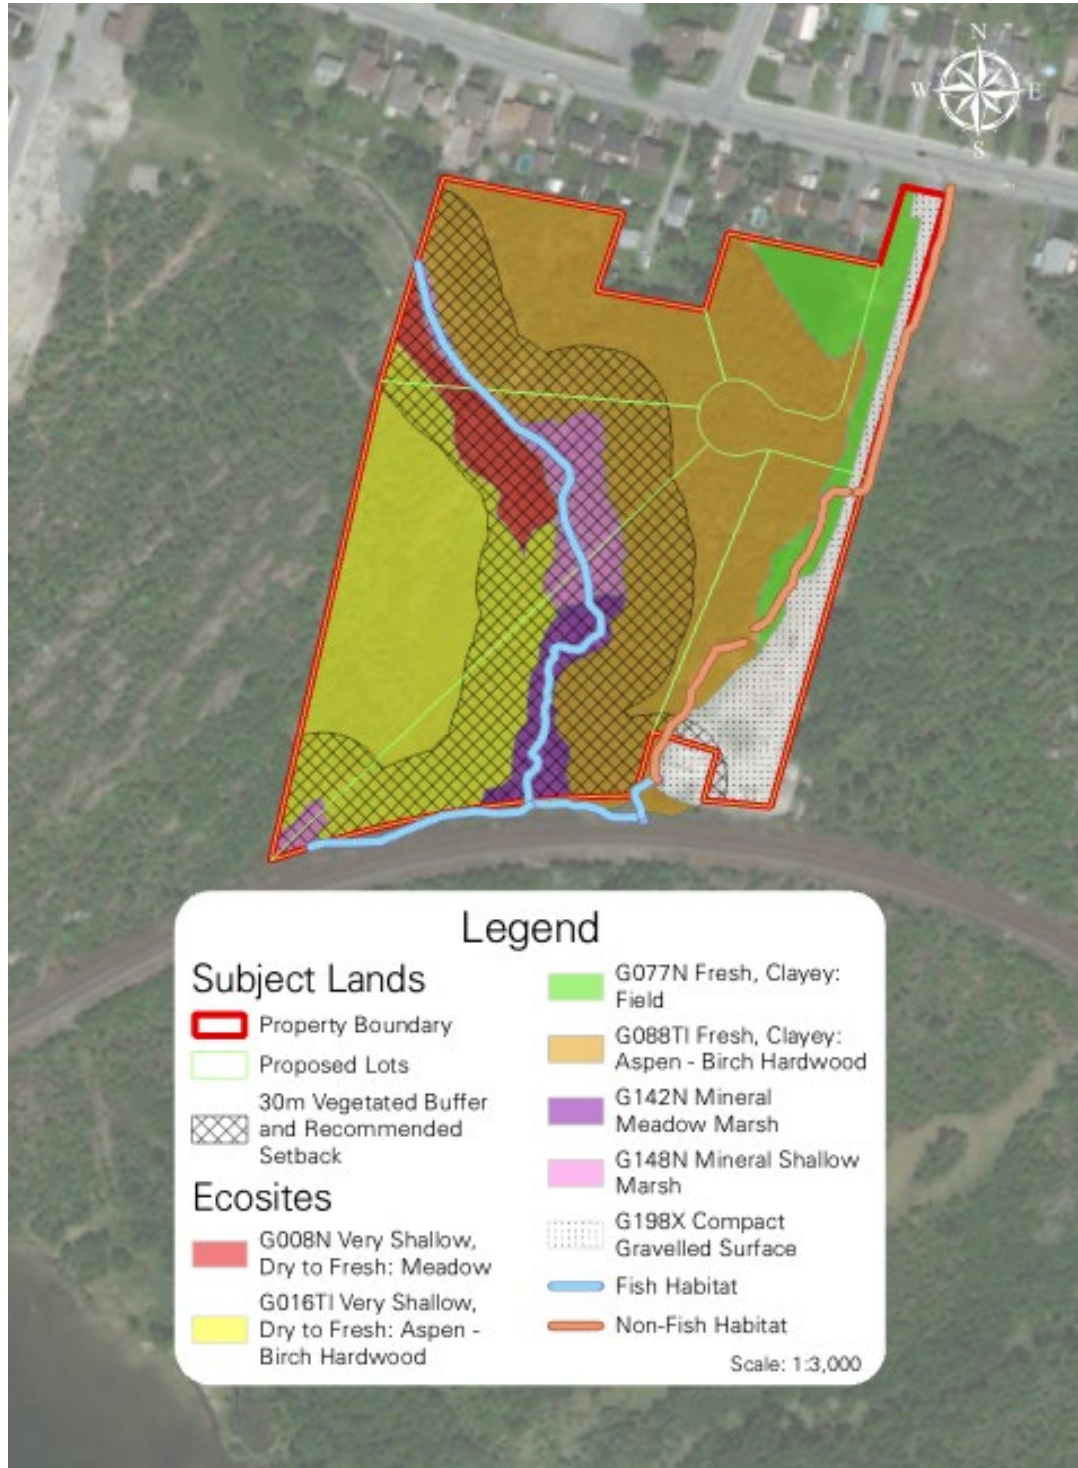 N
W
E
S
Legend
Subject Lands
Property Boundary
Proposed Lots
30m Vegetated Buffer
and Recommended
Setback
Ecosites
G008N Very Shallow,
Dry to Fresh: Meadow
G016TI Very Shallow,
Dry to Fresh: Aspen -
Birch Hardwood
G077N Fresh, Clayey:
Field
G088TI Fresh, Clayey:
Aspen - Birch Hardwood
G142N Mineral
Meadow Marsh
G148N Mineral Shallow
Marsh
G198X Compact
Gravelled Surface
Fish Habitat
Non-Fish Habitat
Scale: 1:3,000